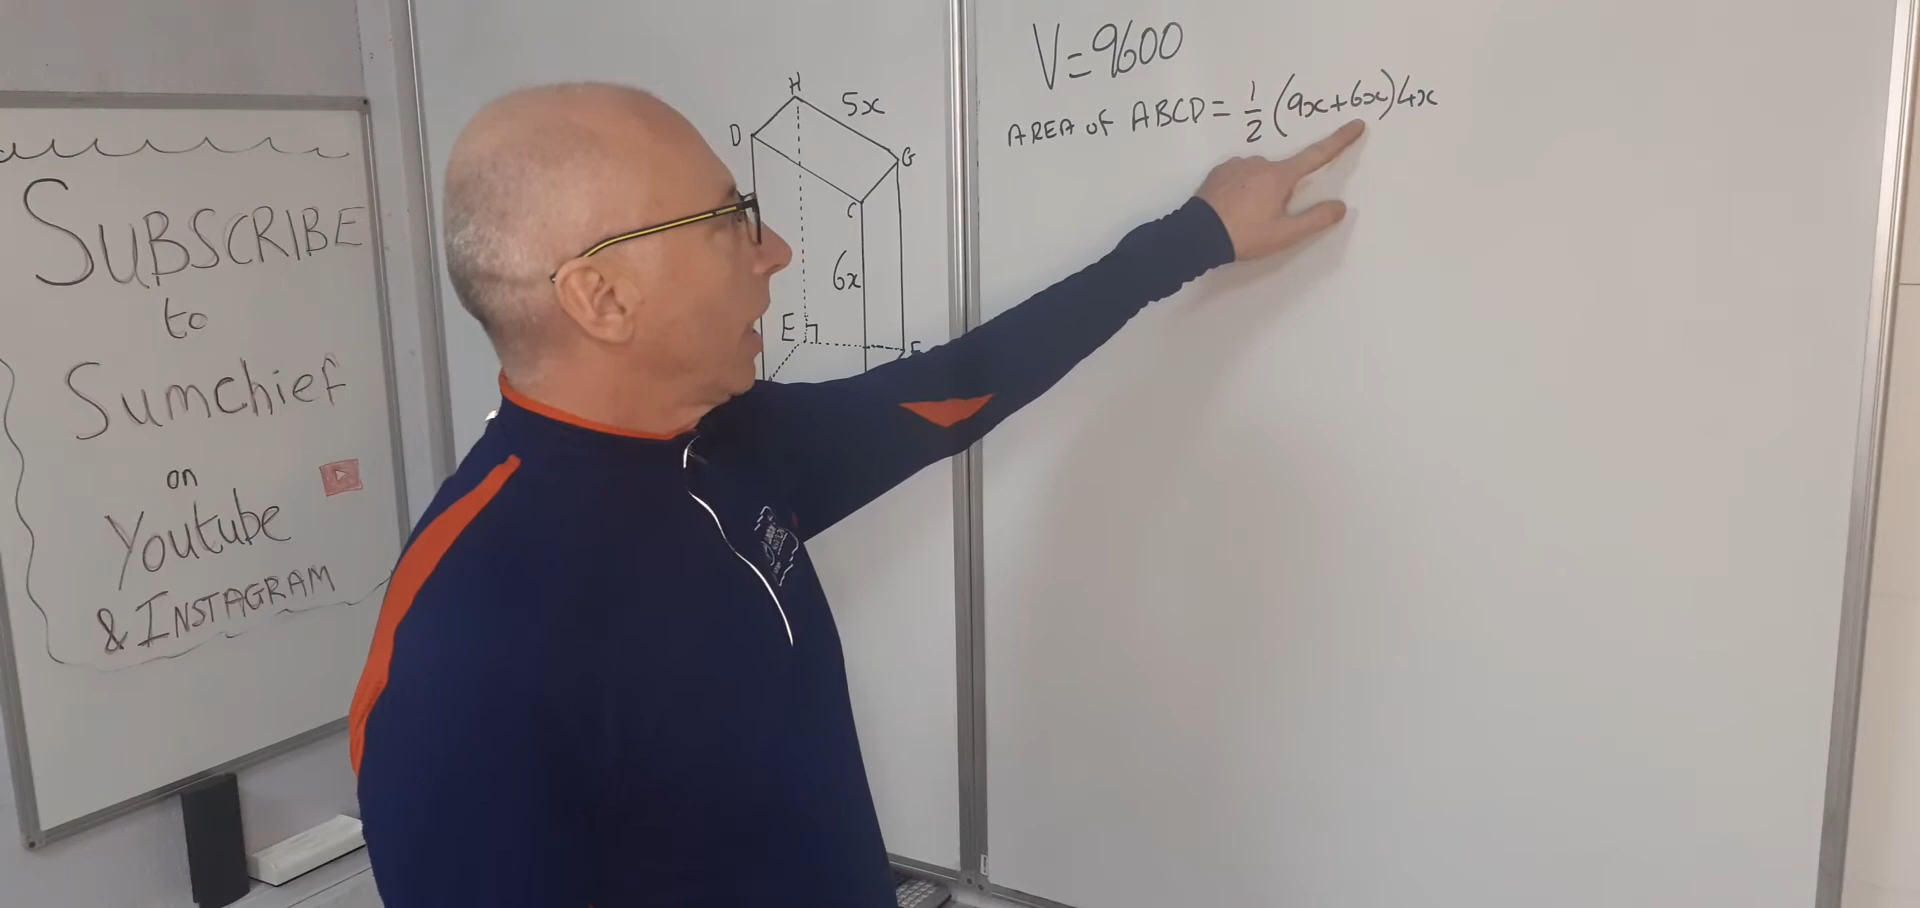 SUBSCRIBE
to
Sumchief
on
Youtube
& INSTAGRAM
H
5x
D
G
C
6x
E
F
V=9600
AREA OF ABCD = 1/2 (9x+6x)4x